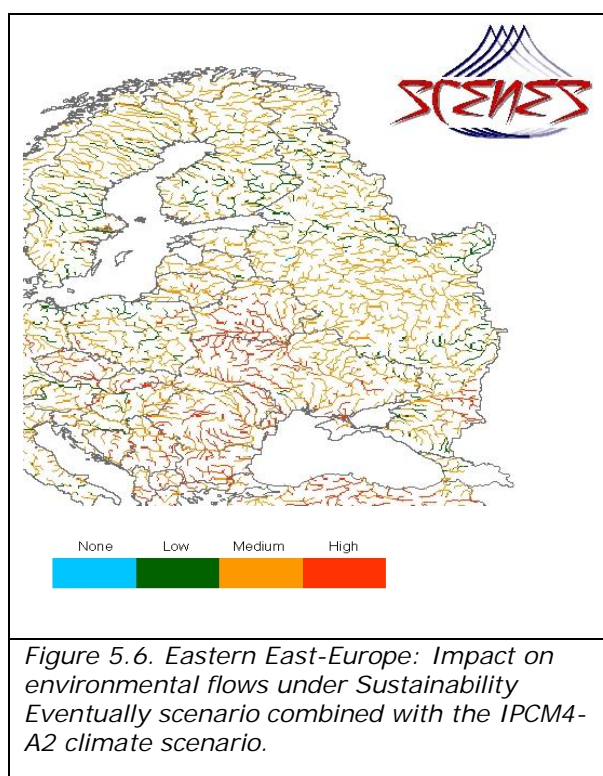 SCENES
None Low Medium High
Figure 5.6. Eastern East-Europe: Impact on
environmental flows under Sustainability
Eventually scenario combined with the IPCM4-
A2 climate scenario.